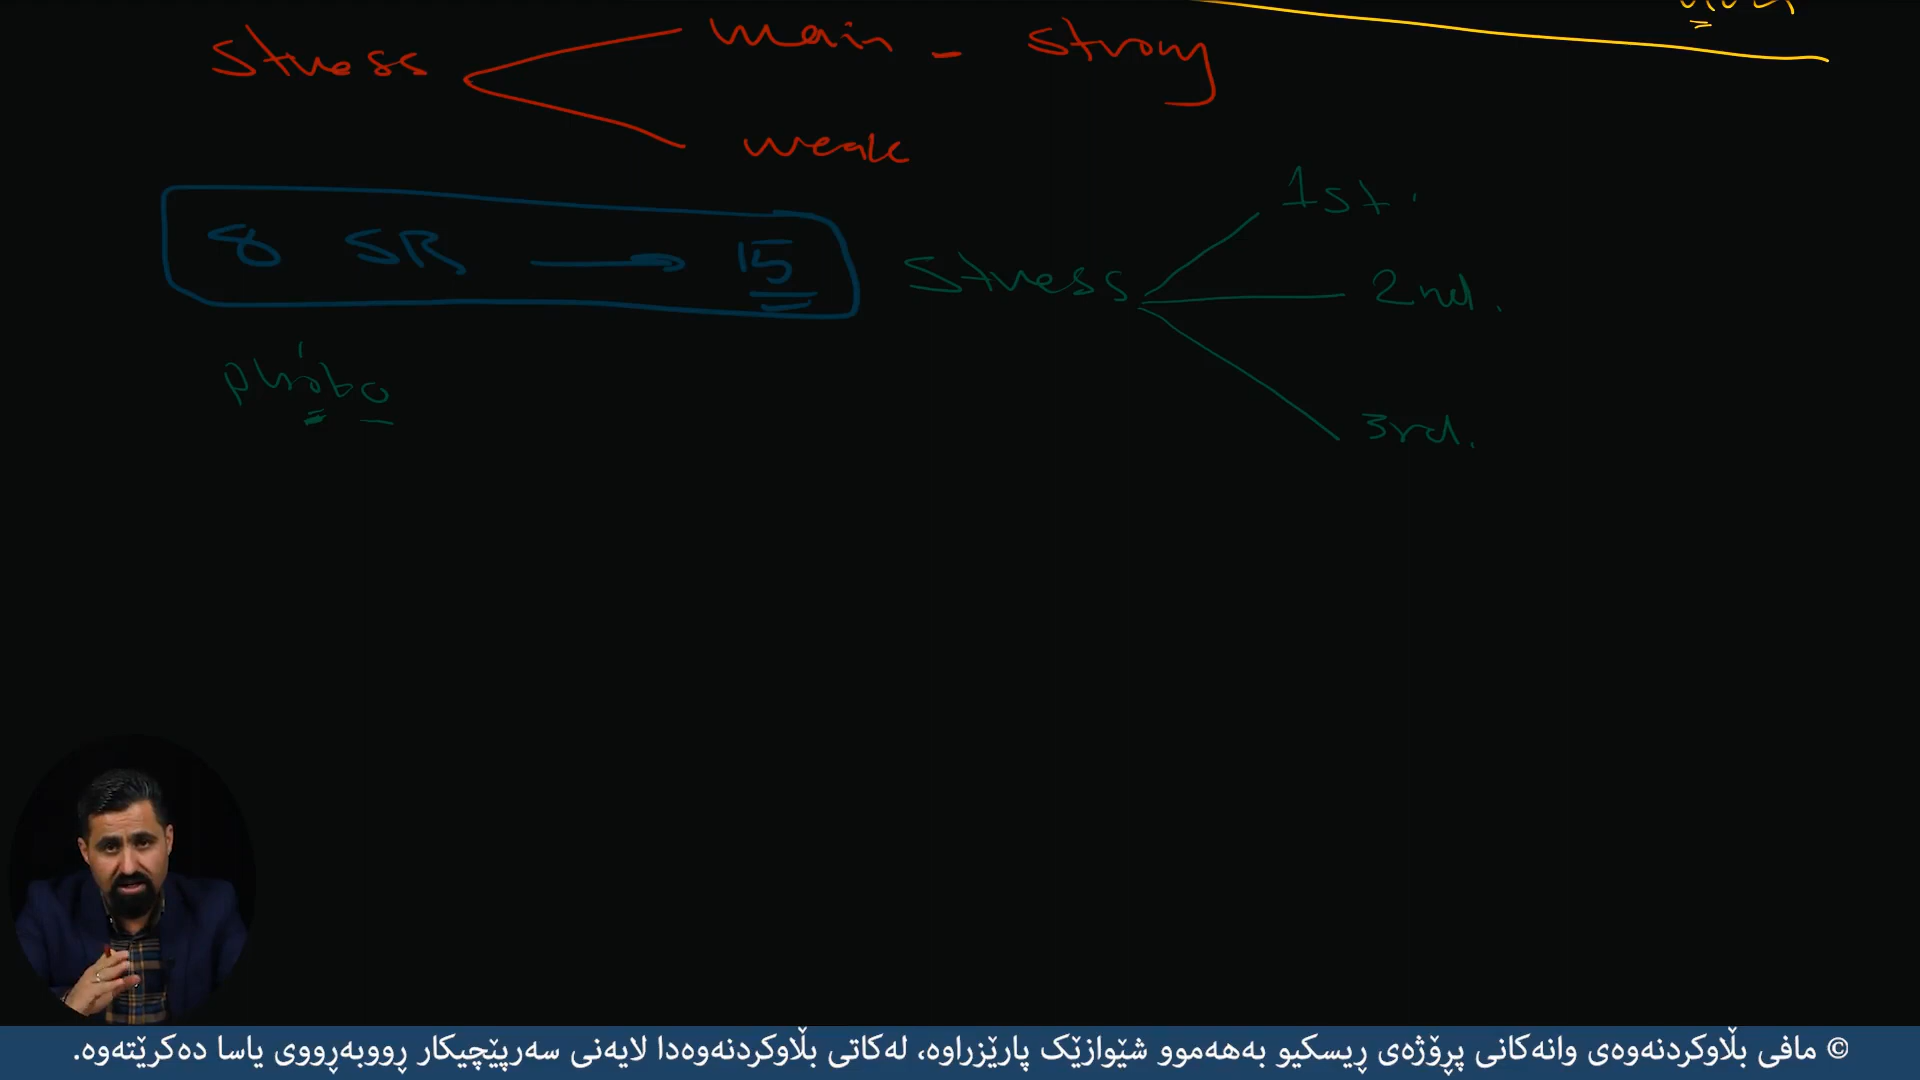 stress
main - strong
weak
8 SR → 15
stress
1st.
2nd.
3rd.
photo
© مافی بڵاوکردنەوەی وانەکانی پڕۆژەی ڕیسکیو بەهەموو شێوازێک پارێزراوە، لەکاتی بڵاوکردنەوەدا لایەنی سەرپێچیکار ڕووبەڕووی یاسا دەکرێتەوە.